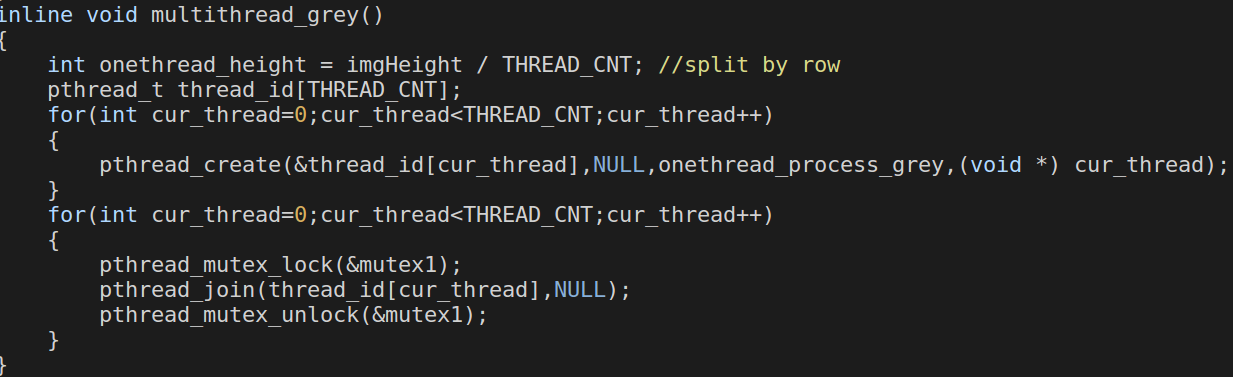 inline void multithread_grey()
{
    int onethread_height = imgHeight / THREAD_CNT; //split by row
    pthread_t thread_id[THREAD_CNT];
    for(int cur_thread=0;cur_thread<THREAD_CNT;cur_thread++)
    {
        pthread_create(&thread_id[cur_thread],NULL,onethread_process_grey,(void *) cur_thread);
    }
    for(int cur_thread=0;cur_thread<THREAD_CNT;cur_thread++)
    {
        pthread_mutex_lock(&mutex1);
        pthread_join(thread_id[cur_thread],NULL);
        pthread_mutex_unlock(&mutex1);
    }
}